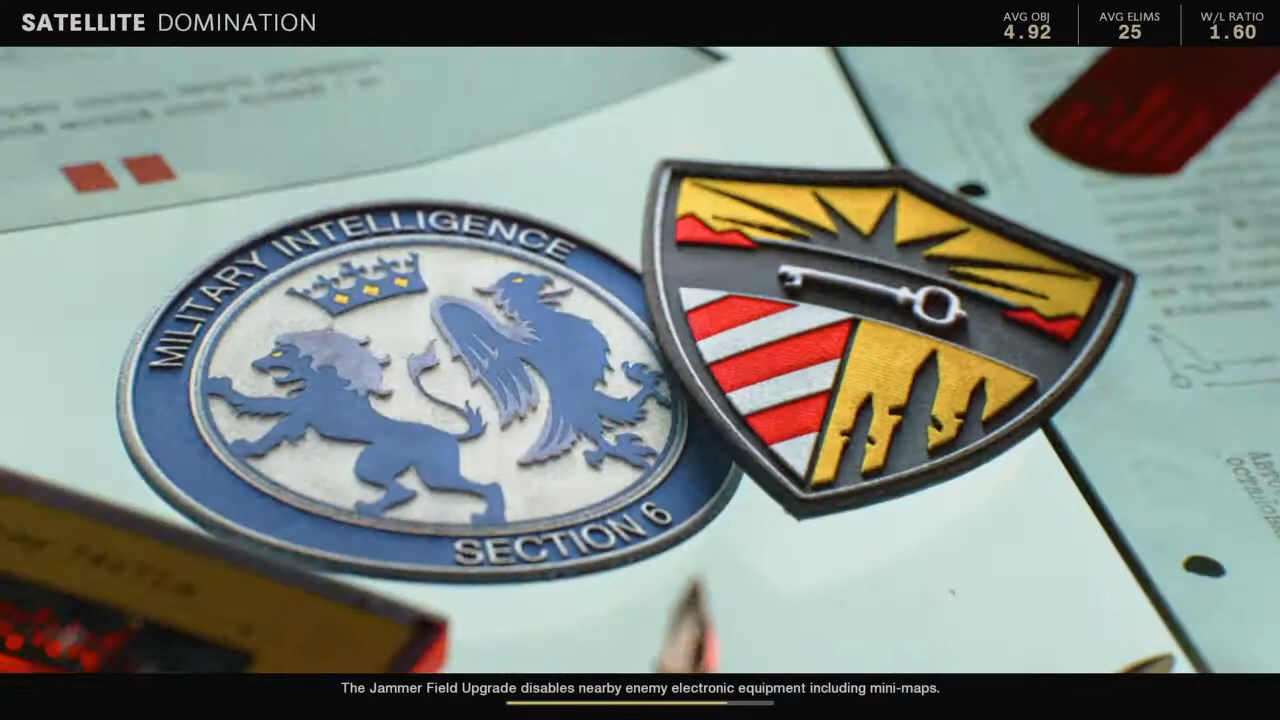 SATELLITE DOMINATION
AVG OBJ
4.92
AVG ELIMS
25
W/L RATIO
1.60
MILITARY INTELLIGENCE
SECTION 6
The Jammer Field Upgrade disables nearby enemy electronic equipment including mini-maps.